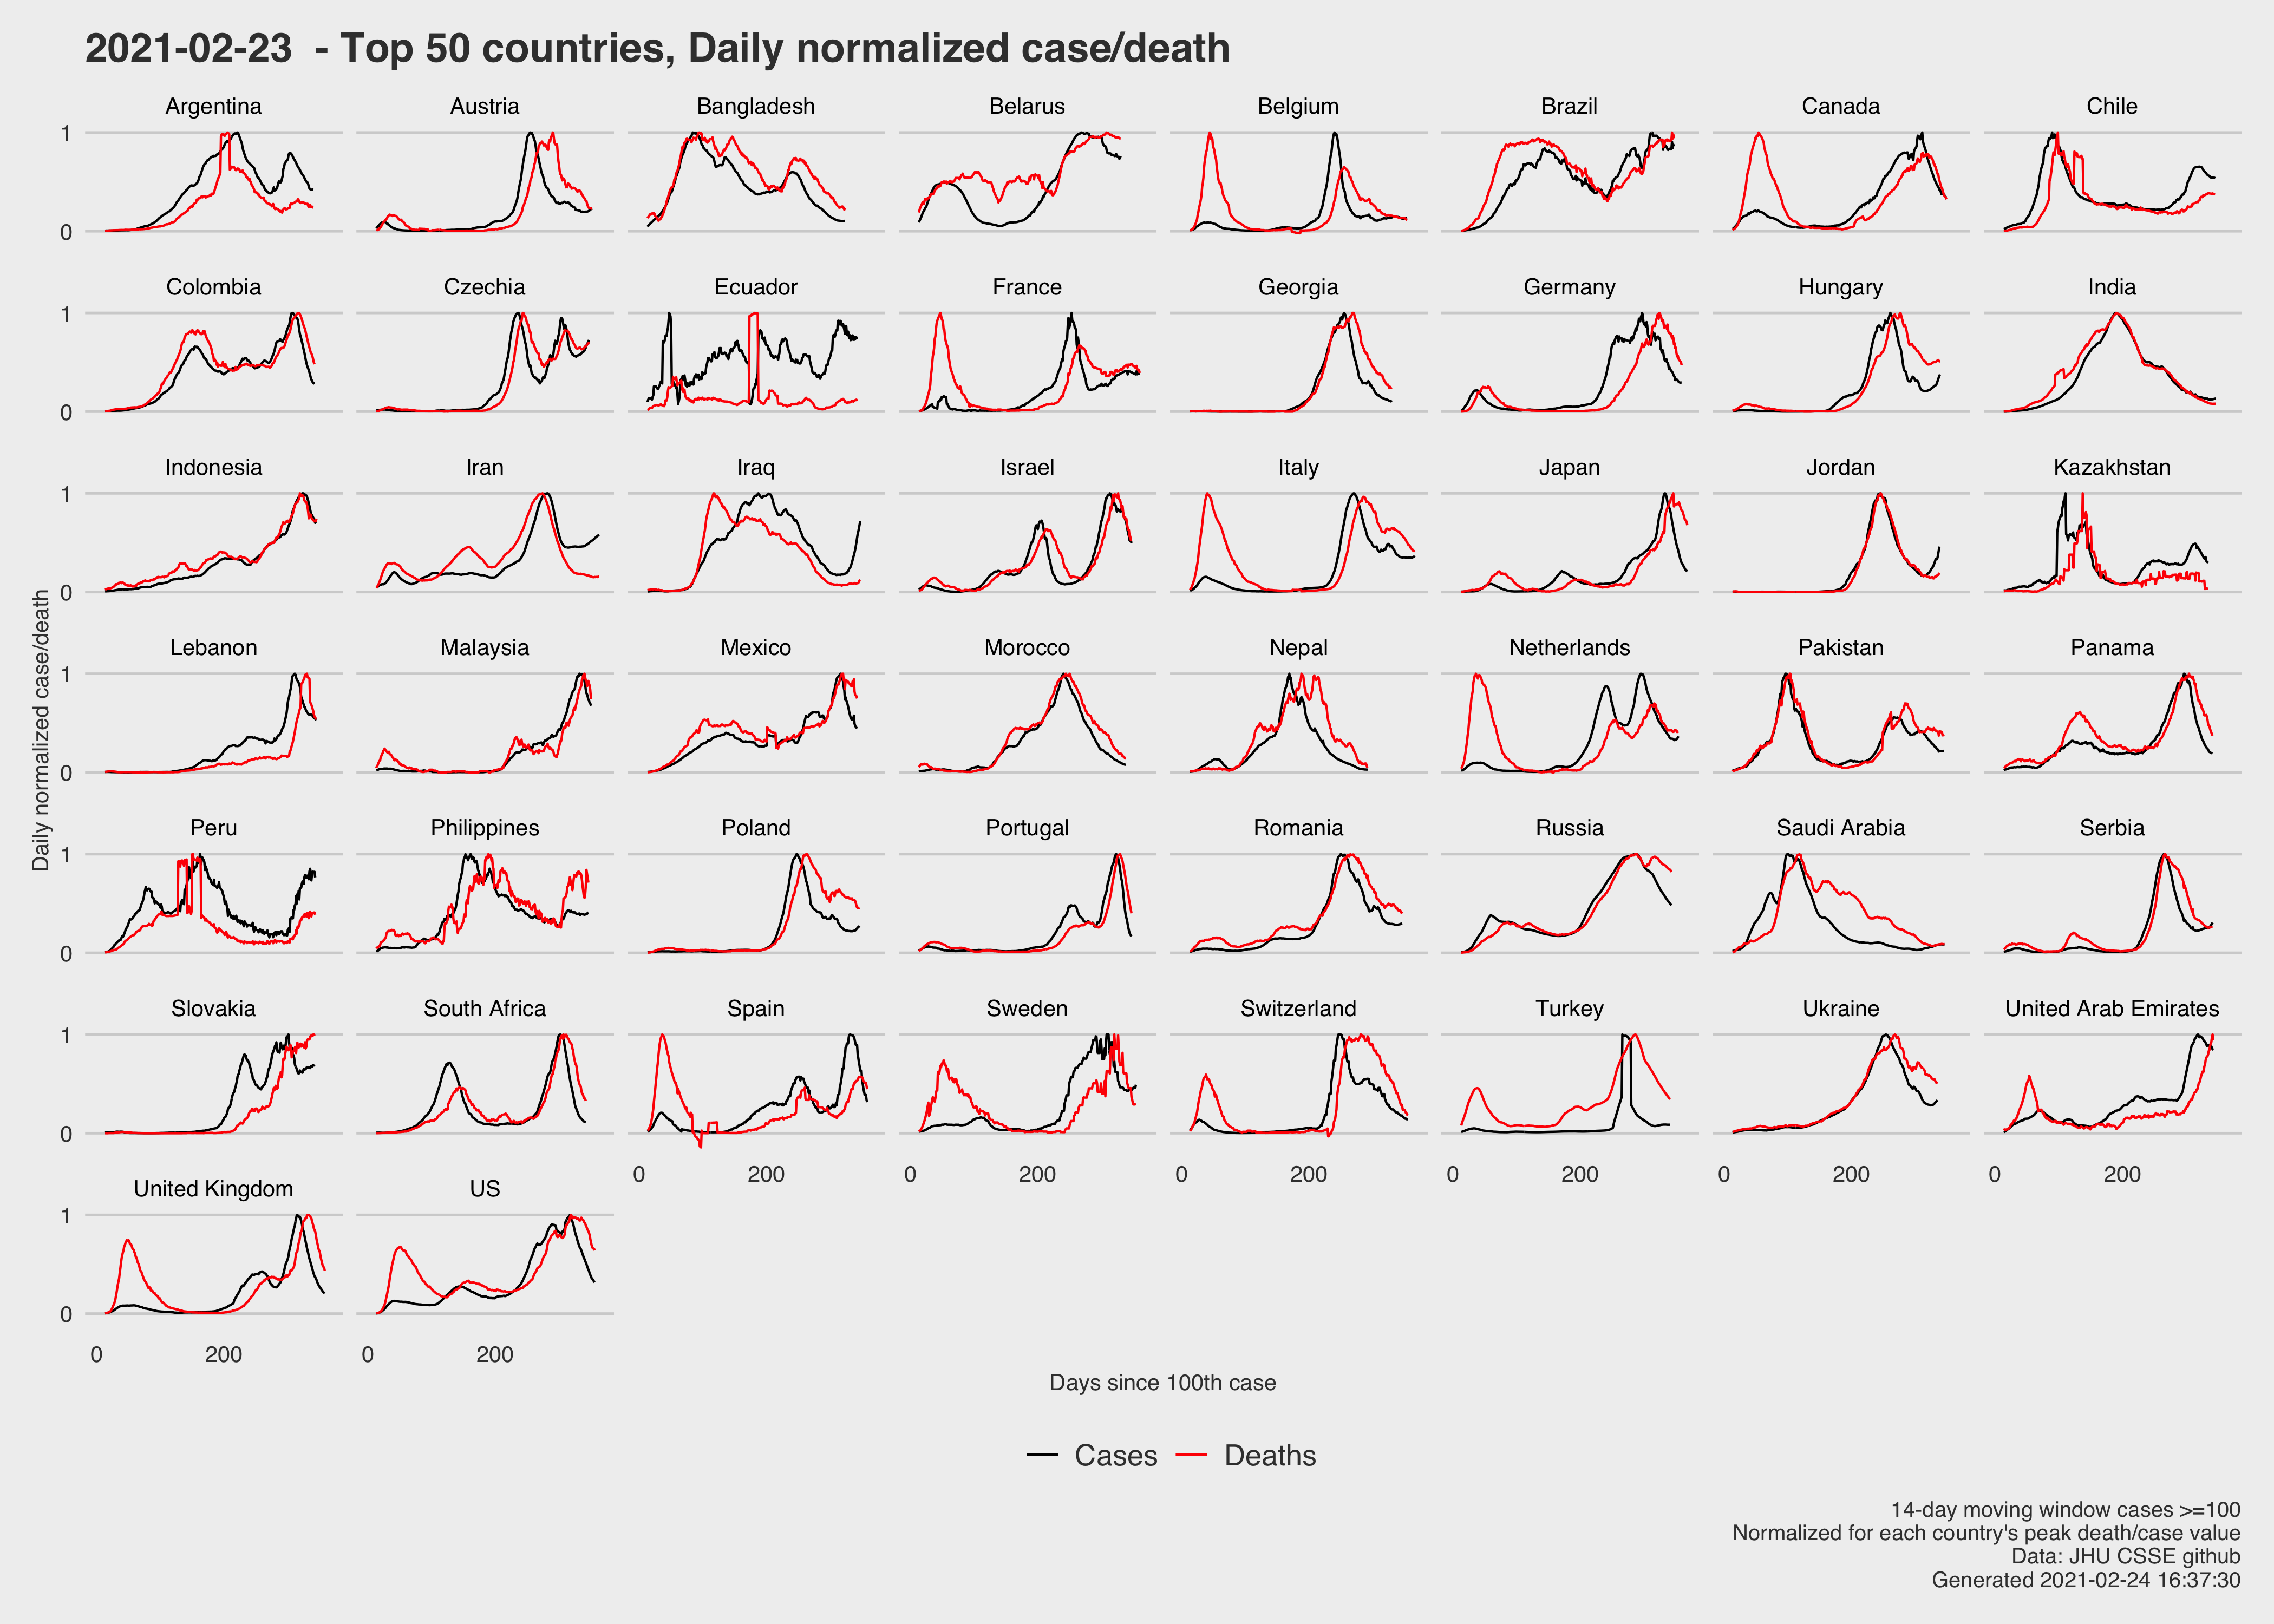 2021-02-23  - Top 50 countries, Daily normalized case/death
Argentina Austria Bangladesh Belarus Belgium Brazil Canada Chile
1
0
Colombia Czechia Ecuador France Georgia Germany Hungary India
1
0
Indonesia Iran Iraq Israel Italy Japan Jordan Kazakhstan
1
0
Daily normalized case/death
Lebanon Malaysia Mexico Morocco Nepal Netherlands Pakistan Panama
1
0
Peru Philippines Poland Portugal Romania Russia Saudi Arabia Serbia
1
0
Slovakia South Africa Spain Sweden Switzerland Turkey Ukraine United Arab Emirates
1
0
0 200 0 200 0 200 0 200 0 200 0 200
United Kingdom US
1
0
0 200 0 200
Days since 100th case
Cases Deaths
14-day moving window cases >=100
Normalized for each country's peak death/case value
Data: JHU CSSE github
Generated 2021-02-24 16:37:30